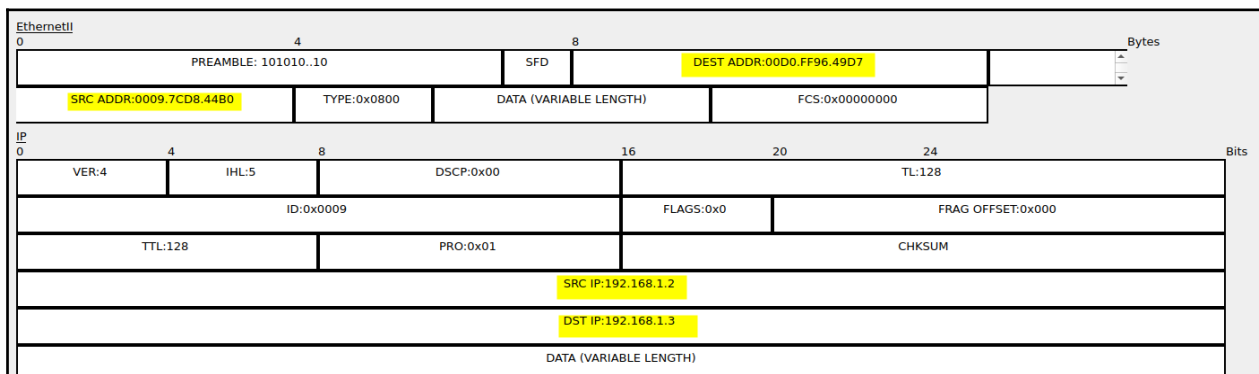 EthernetII
0 4 8 Bytes
PREAMBLE: 101010..10 SFD DEST ADDR:00D0.FF96.49D7
SRC ADDR:0009.7CD8.44B0 TYPE:0x0800 DATA (VARIABLE LENGTH) FCS:0x00000000
IP
0 4 8 16 20 24 Bits
VER:4 IHL:5 DSCP:0x00 TL:128
ID:0x0009 FLAGS:0x0 FRAG OFFSET:0x000
TTL:128 PRO:0x01 CHKSUM
SRC IP:192.168.1.2
DST IP:192.168.1.3
DATA (VARIABLE LENGTH)